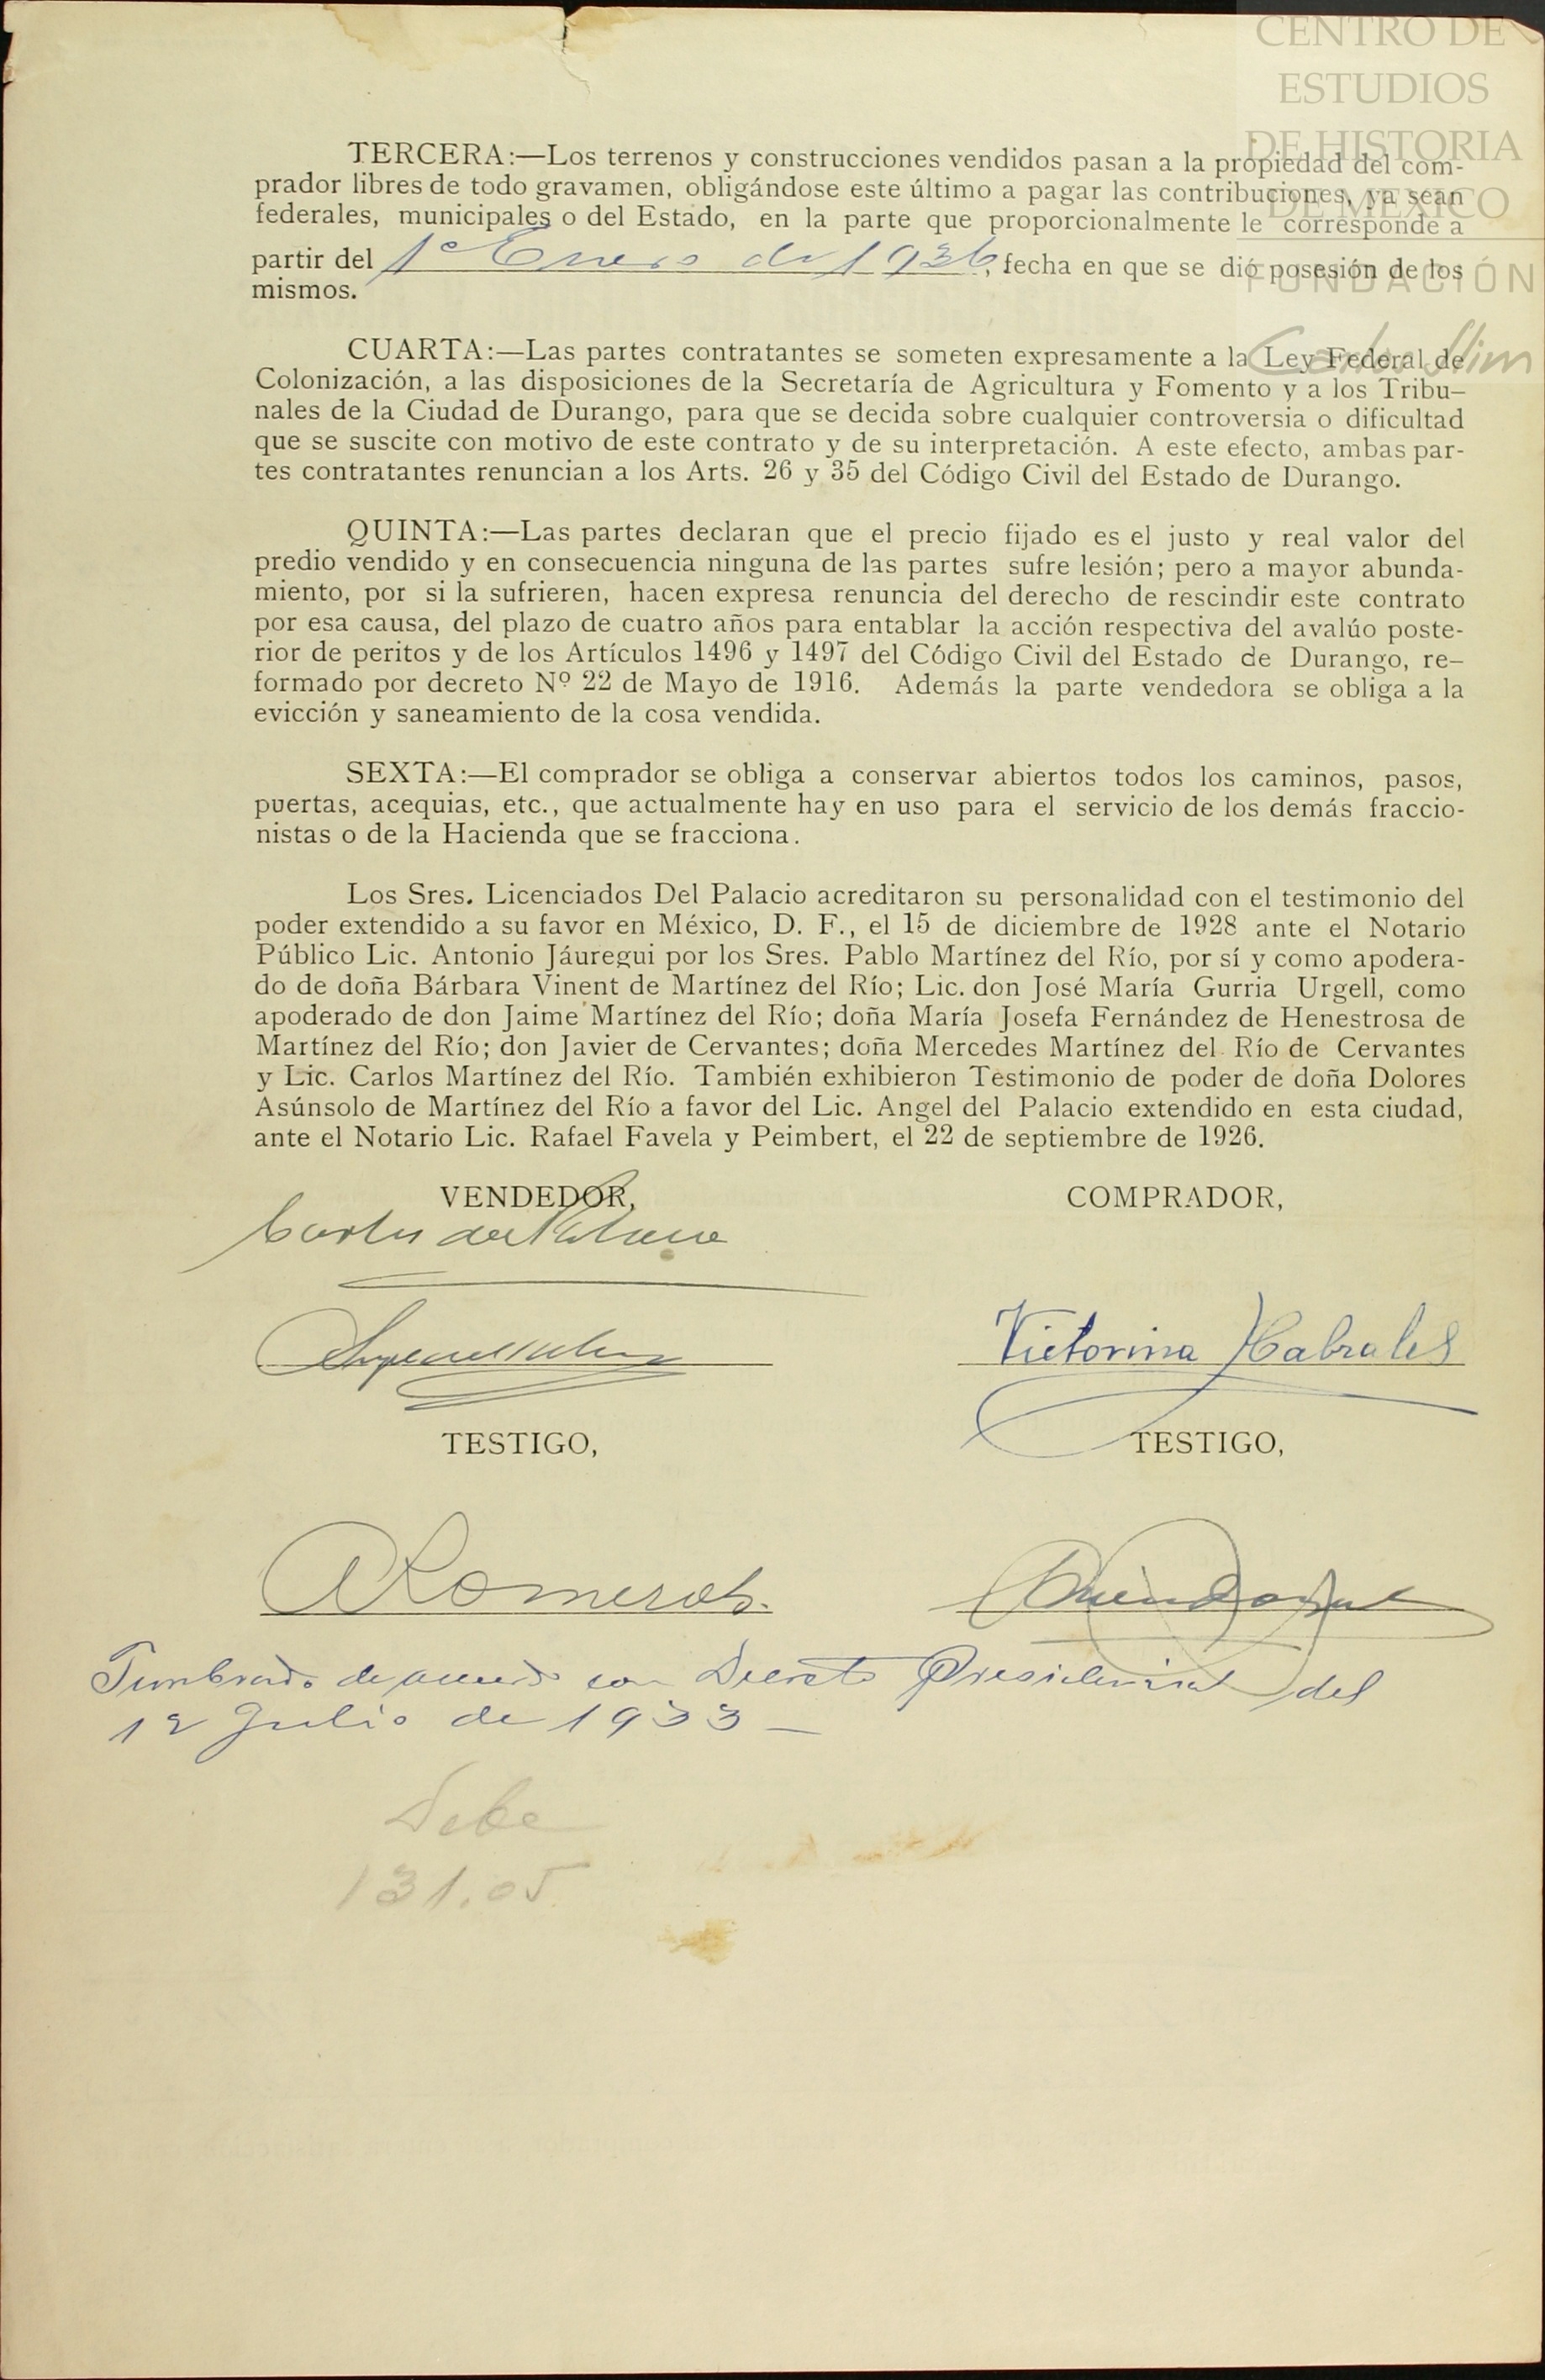 CENTRO DE
ESTUDIOS
DE HISTORIA
DE MEXICO
FUNDACIÓN
Carlos Slim
TERCERA:—Los terrenos y construcciones vendidos pasan a la propiedad del com-
prador libres de todo gravamen, obligándose este último a pagar las contribuciones, ya sean
federales, municipales o del Estado, en la parte que proporcionalmente le corresponde a
partir del 1º Enero de 1936, fecha en que se dió posesión de los
mismos.
CUARTA:—Las partes contratantes se someten expresamente a la Ley Federal de
Colonización, a las disposiciones de la Secretaría de Agricultura y Fomento y a los Tribu—
nales de la Ciudad de Durango, para que se decida sobre cualquier controversia o dificultad
que se suscite con motivo de este contrato y de su interpretación. A este efecto, ambas par-
tes contratantes renuncian a los Arts. 26 y 35 del Código Civil del Estado de Durango.
QUINTA:—Las partes declaran que el precio fijado es el justo y real valor del
predio vendido y en consecuencia ninguna de las partes sufre lesión; pero a mayor abunda-
miento, por si la sufrieren, hacen expresa renuncia del derecho de rescindir este contrato
por esa causa, del plazo de cuatro años para entablar la acción respectiva del avalúo poste-
rior de peritos y de los Artículos 1496 y 1497 del Código Civil del Estado de Durango, re—
formado por decreto Nº 22 de Mayo de 1916. Además la parte vendedora se obliga a la
evicción y saneamiento de la cosa vendida.
SEXTA:—El comprador se obliga a conservar abiertos todos los caminos, pasos,
puertas, acequias, etc., que actualmente hay en uso para el servicio de los demás fraccio-
nistas o de la Hacienda que se fracciona.
Los Sres. Licenciados Del Palacio acreditaron su personalidad con el testimonio del
poder extendido a su favor en México, D. F., el 15 de diciembre de 1928 ante el Notario
Público Lic. Antonio Jáuregui por los Sres. Pablo Martínez del Río, por sí y como apodera-
do de doña Bárbara Vinent de Martínez del Río; Lic. don José María Gurria Urgell, como
apoderado de don Jaime Martínez del Río; doña María Josefa Fernández de Henestrosa de
Martínez del Río; don Javier de Cervantes; doña Mercedes Martínez del Río de Cervantes
y Lic. Carlos Martínez del Río. También exhibieron Testimonio de poder de doña Dolores
Asúnsolo de Martínez del Río a favor del Lic. Angel del Palacio extendido en esta ciudad,
ante el Notario Lic. Rafael Favela y Peimbert, el 22 de septiembre de 1926.
VENDEDOR, COMPRADOR,
Carlos del Palacio
Victorina Cabrales
TESTIGO, TESTIGO,
Timbrado de acuerdo con Decreto Presidencial del
12 Julio de 1933 —
Debe
131.05